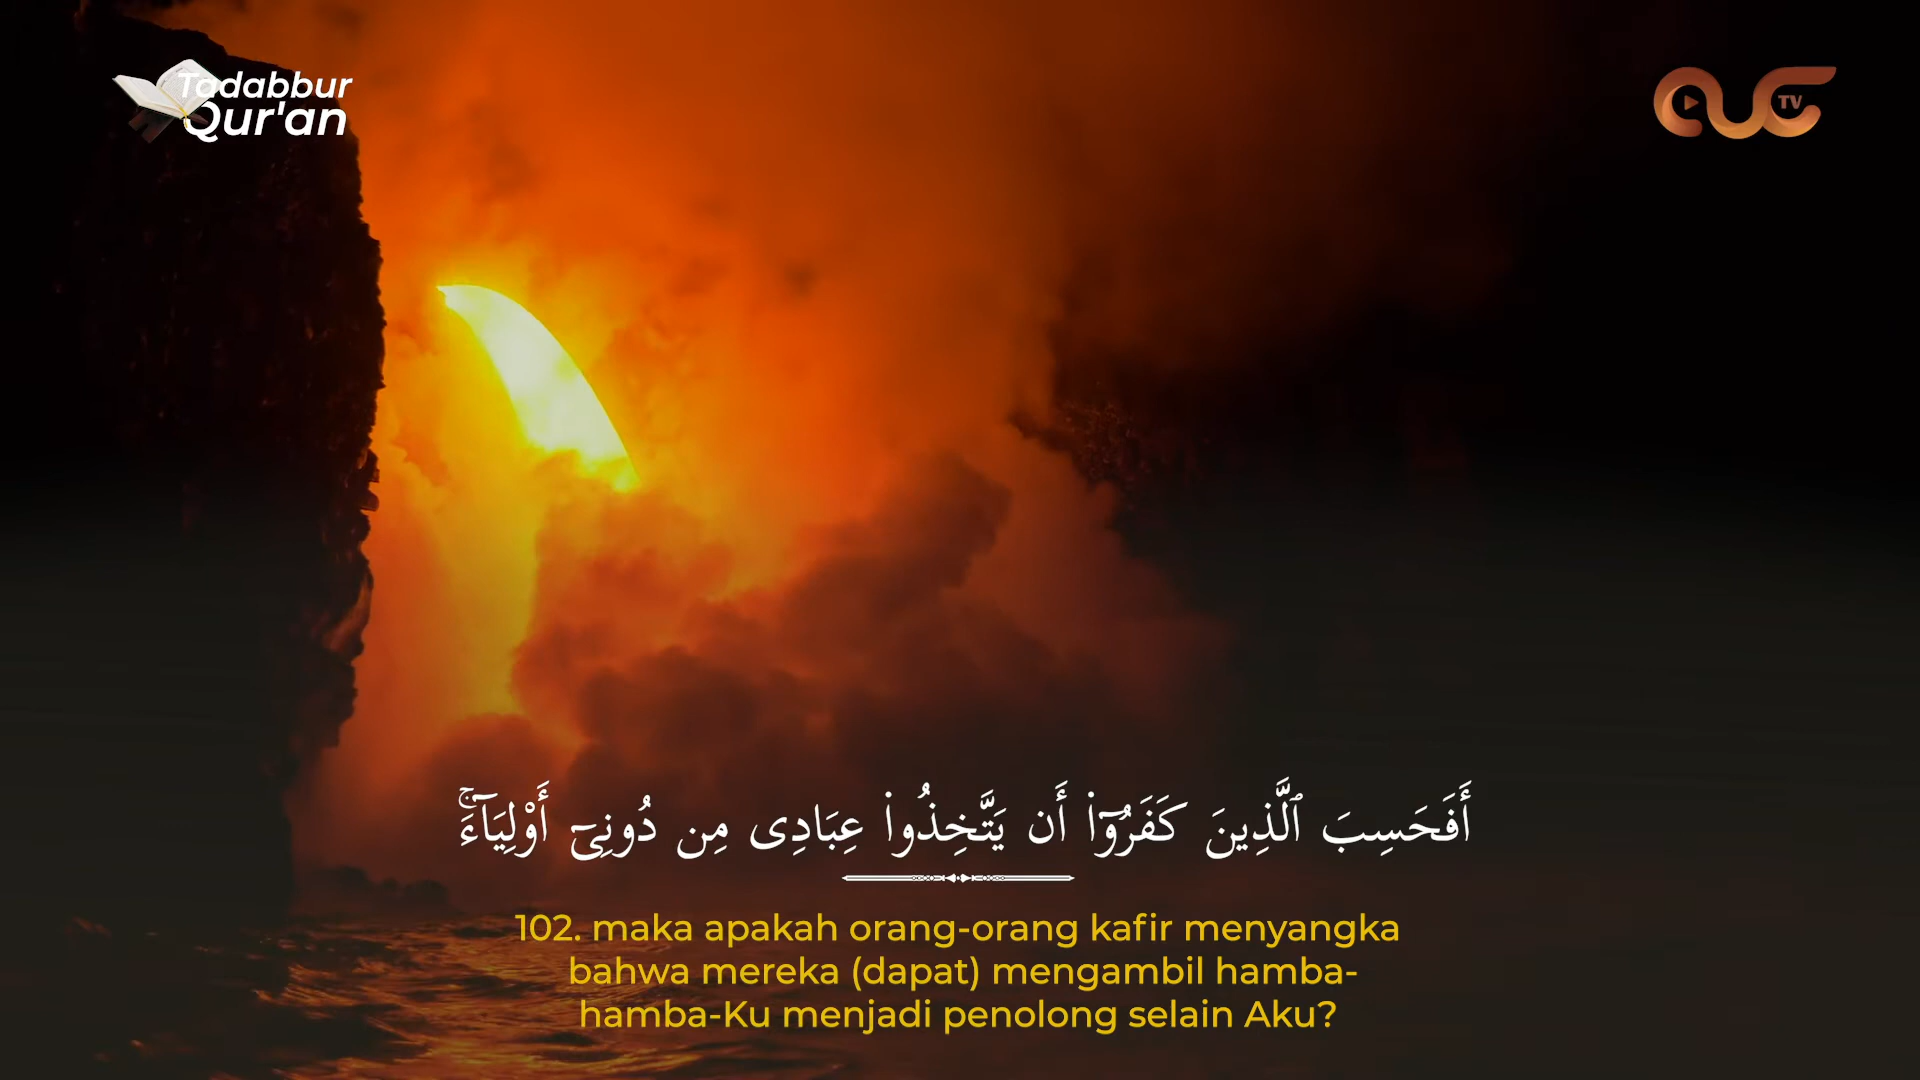 Tadabbur
Qur'an
TV
أَفَحَسِبَ ٱلَّذِينَ كَفَرُوٓا۟ أَن يَتَّخِذُوا۟ عِبَادِى مِن دُونِىٓ أَوْلِيَآءَ ۚ
102. maka apakah orang-orang kafir menyangka
bahwa mereka (dapat) mengambil hamba-
hamba-Ku menjadi penolong selain Aku?